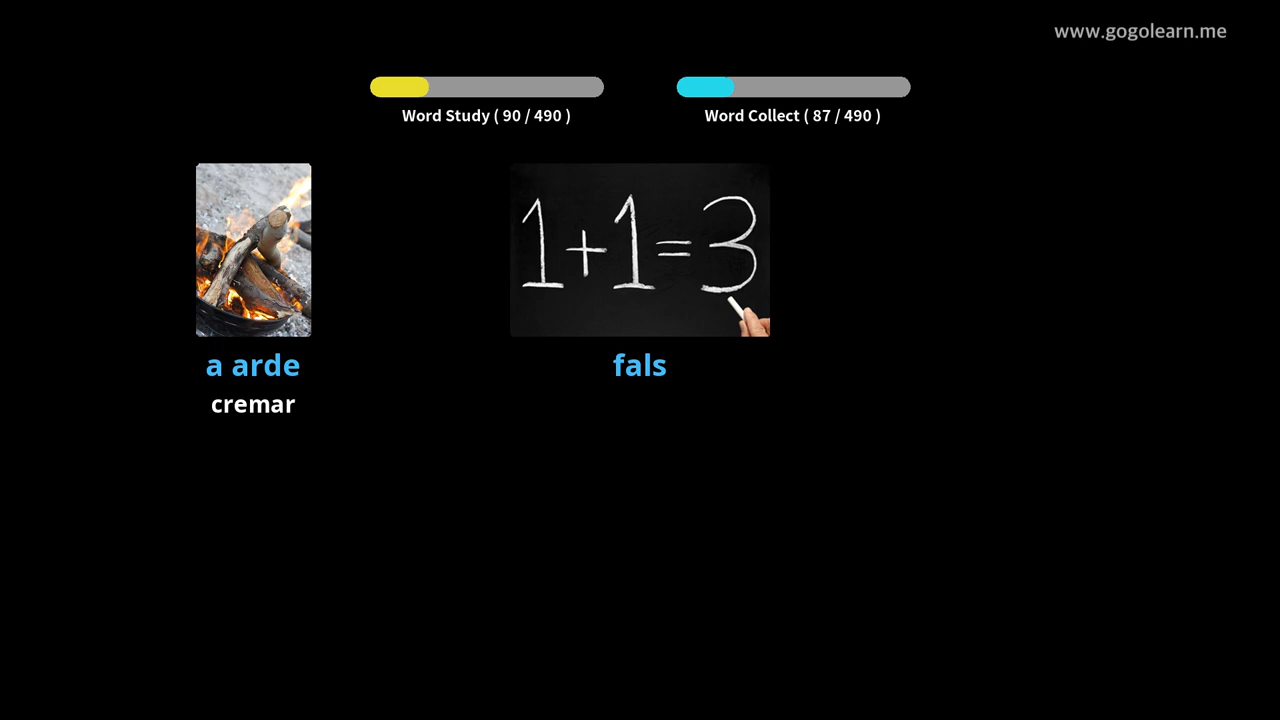 www.gogolearn.me
Word Study ( 90 / 490 )
Word Collect ( 87 / 490 )
1+1=3
a arde
cremar
fals